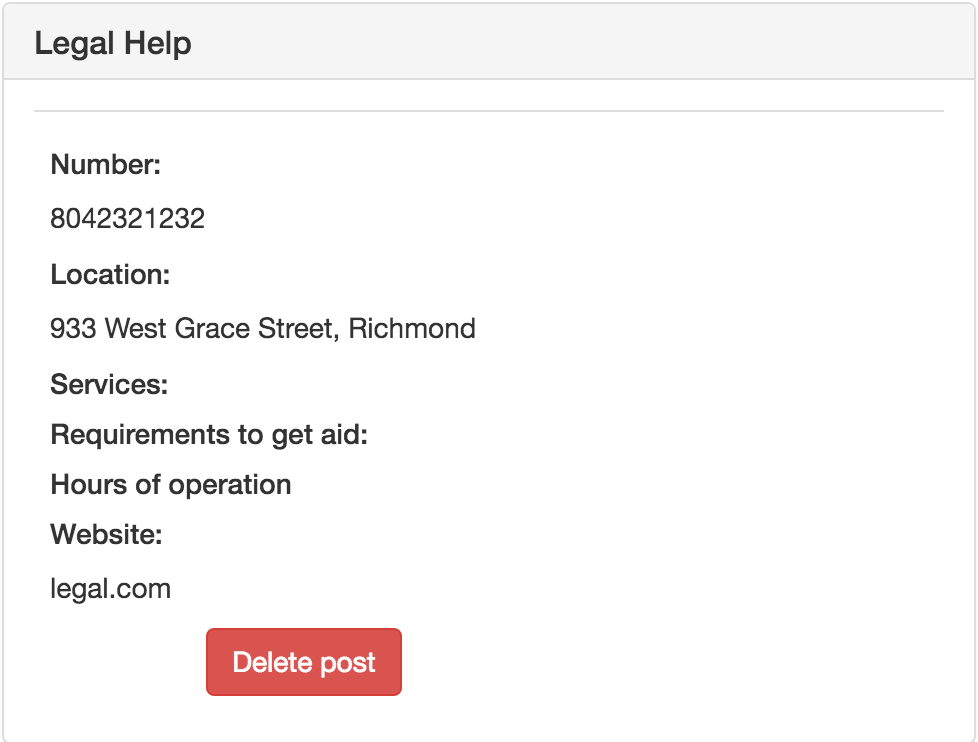 Legal Help
Number:
8042321232
Location:
933 West Grace Street, Richmond
Services:
Requirements to get aid:
Hours of operation
Website:
legal.com
Delete post